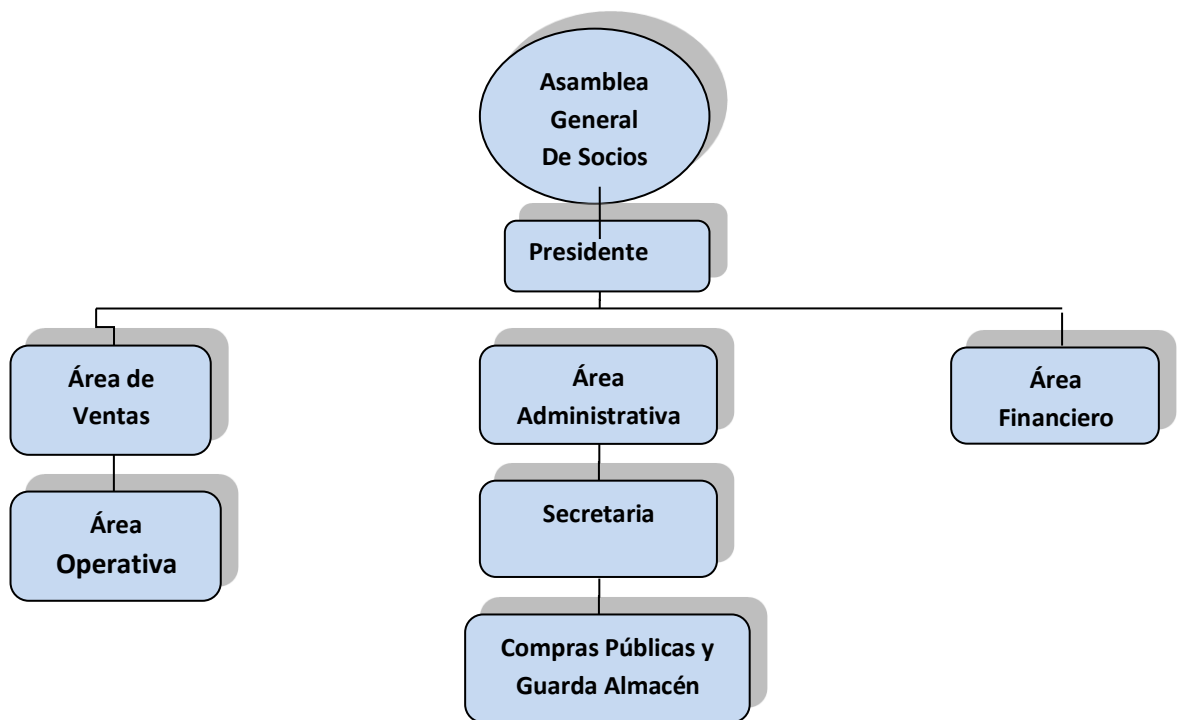 Asamblea
General
De Socios
Presidente
Área de
Ventas
Área
Administrativa
Área
Financiero
Área
Operativa
Secretaria
Compras Públicas y
Guarda Almacén